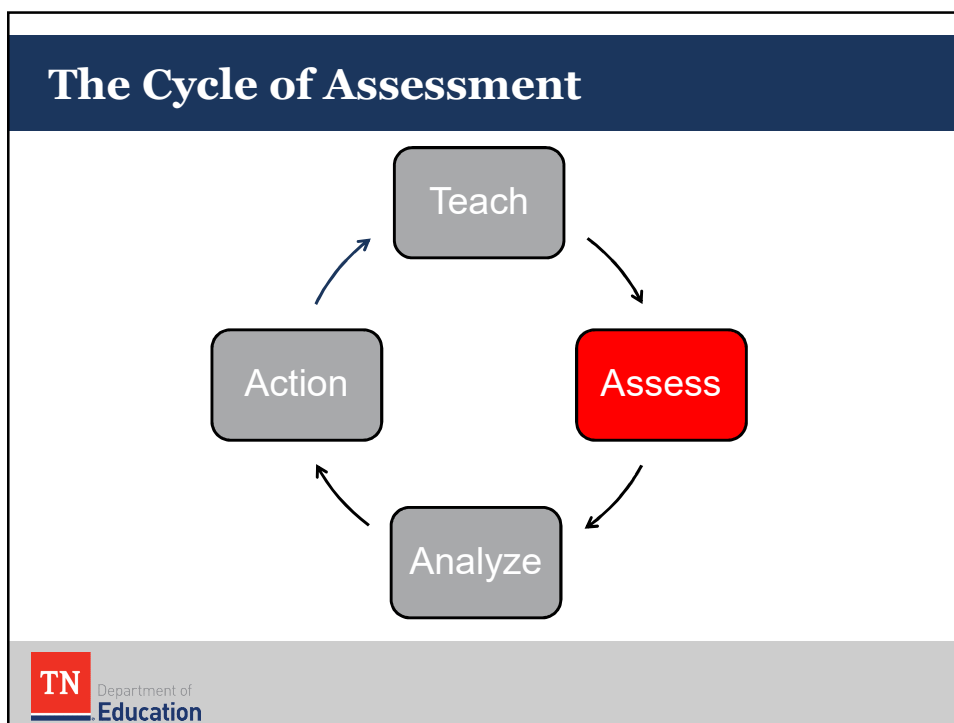 The Cycle of Assessment
Teach
Action
Assess
Analyze
TN
Department of
Education